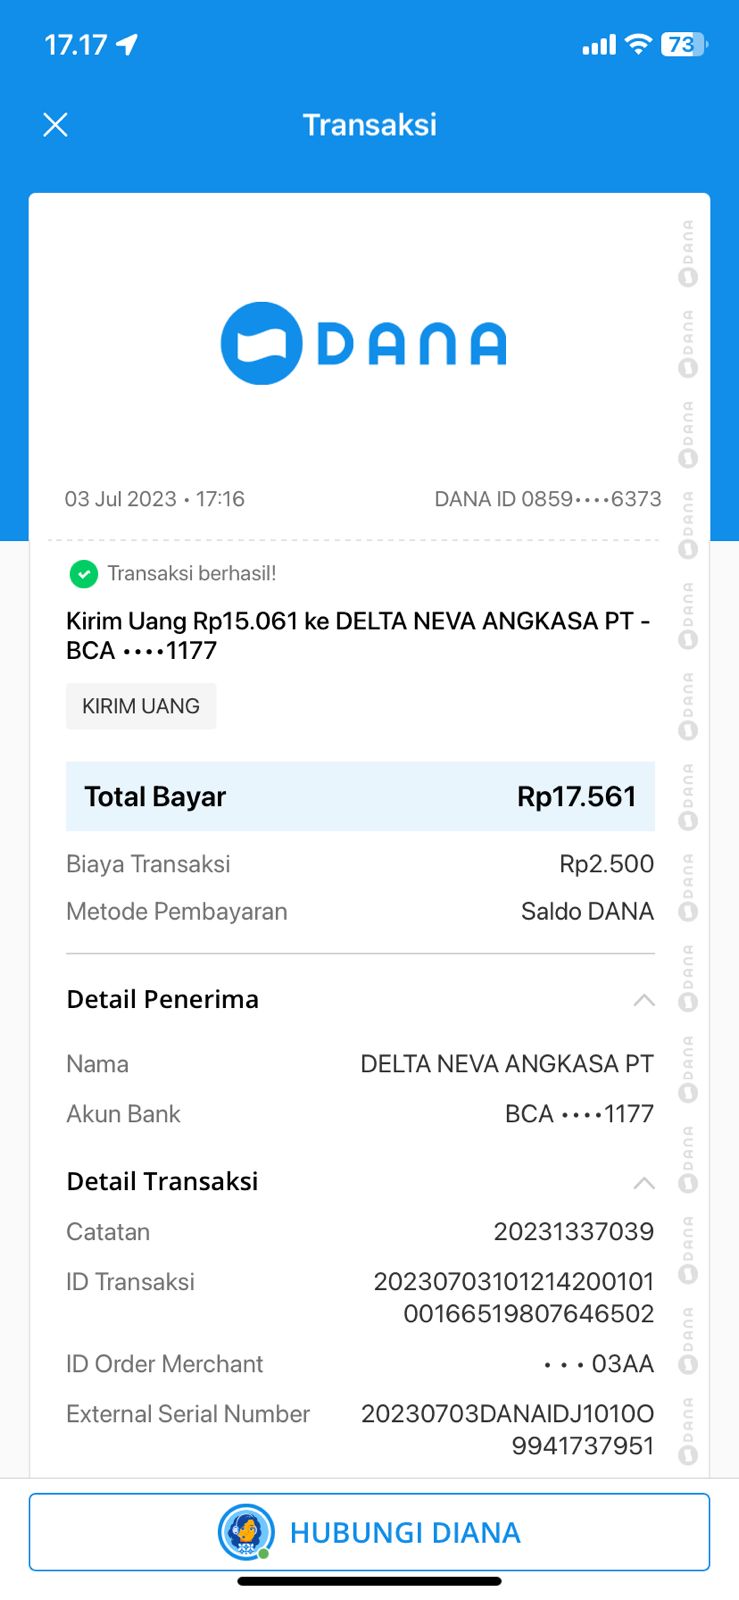 17.17
73
Transaksi
DANA
03 Jul 2023 • 17:16
DANA ID 0859••••6373
Transaksi berhasil!
Kirim Uang Rp15.061 ke DELTA NEVA ANGKASA PT -
BCA ••••1177
KIRIM UANG
Total Bayar Rp17.561
Biaya Transaksi Rp2.500
Metode Pembayaran Saldo DANA
Detail Penerima
Nama DELTA NEVA ANGKASA PT
Akun Bank BCA ••••1177
Detail Transaksi
Catatan 20231337039
ID Transaksi 20230703101214200101
00166519807646502
ID Order Merchant • • • 03AA
External Serial Number 20230703DANAIDJ1010O
9941737951
HUBUNGI DIANA
DANA
DANA
DANA
DANA
DANA
DANA
DANA
DANA
DANA
DANA
DANA
DANA
DANA
DANA